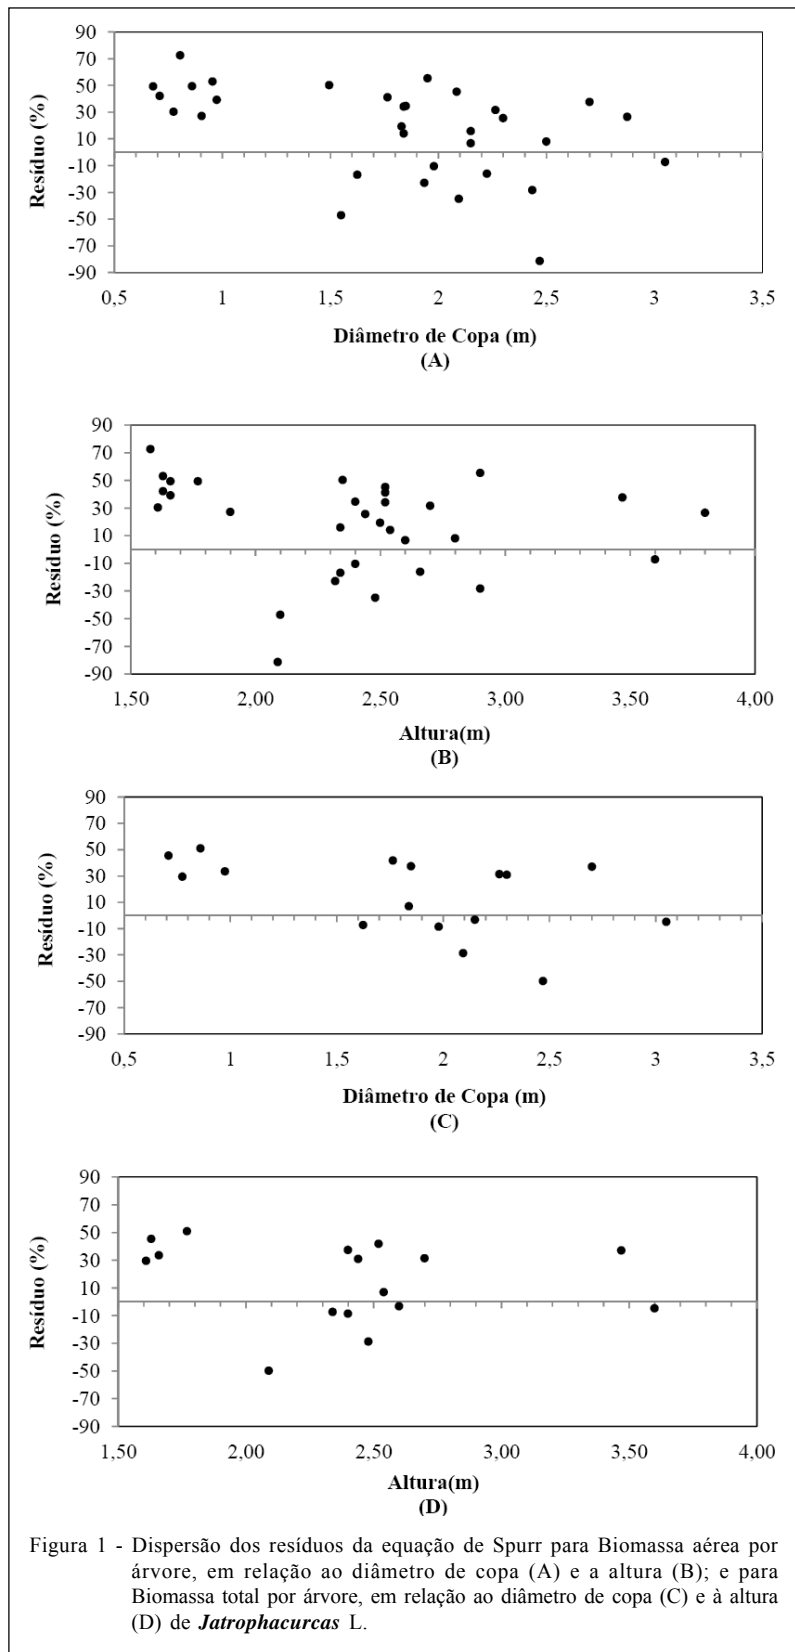 90
70
50
30
10
-10
-30
-50
-70
-90
Resíduo (%)
0,5 1 1,5 2 2,5 3 3,5
Diâmetro de Copa (m)
(A)
90
70
50
30
10
-10
-30
-50
-70
-90
Resíduo (%)
1,50 2,00 2,50 3,00 3,50 4,00
Altura(m)
(B)
90
70
50
30
10
-10
-30
-50
-70
-90
Resíduo (%)
0,5 1 1,5 2 2,5 3 3,5
Diâmetro de Copa (m)
(C)
90
70
50
30
10
-10
-30
-50
-70
-90
Resíduo (%)
1,50 2,00 2,50 3,00 3,50 4,00
Altura(m)
(D)
Figura 1 - Dispersão dos resíduos da equação de Spurr para Biomassa aérea por
árvore, em relação ao diâmetro de copa (A) e a altura (B); e para
Biomassa total por árvore, em relação ao diâmetro de copa (C) e à altura
(D) de Jatrophacurcas L.